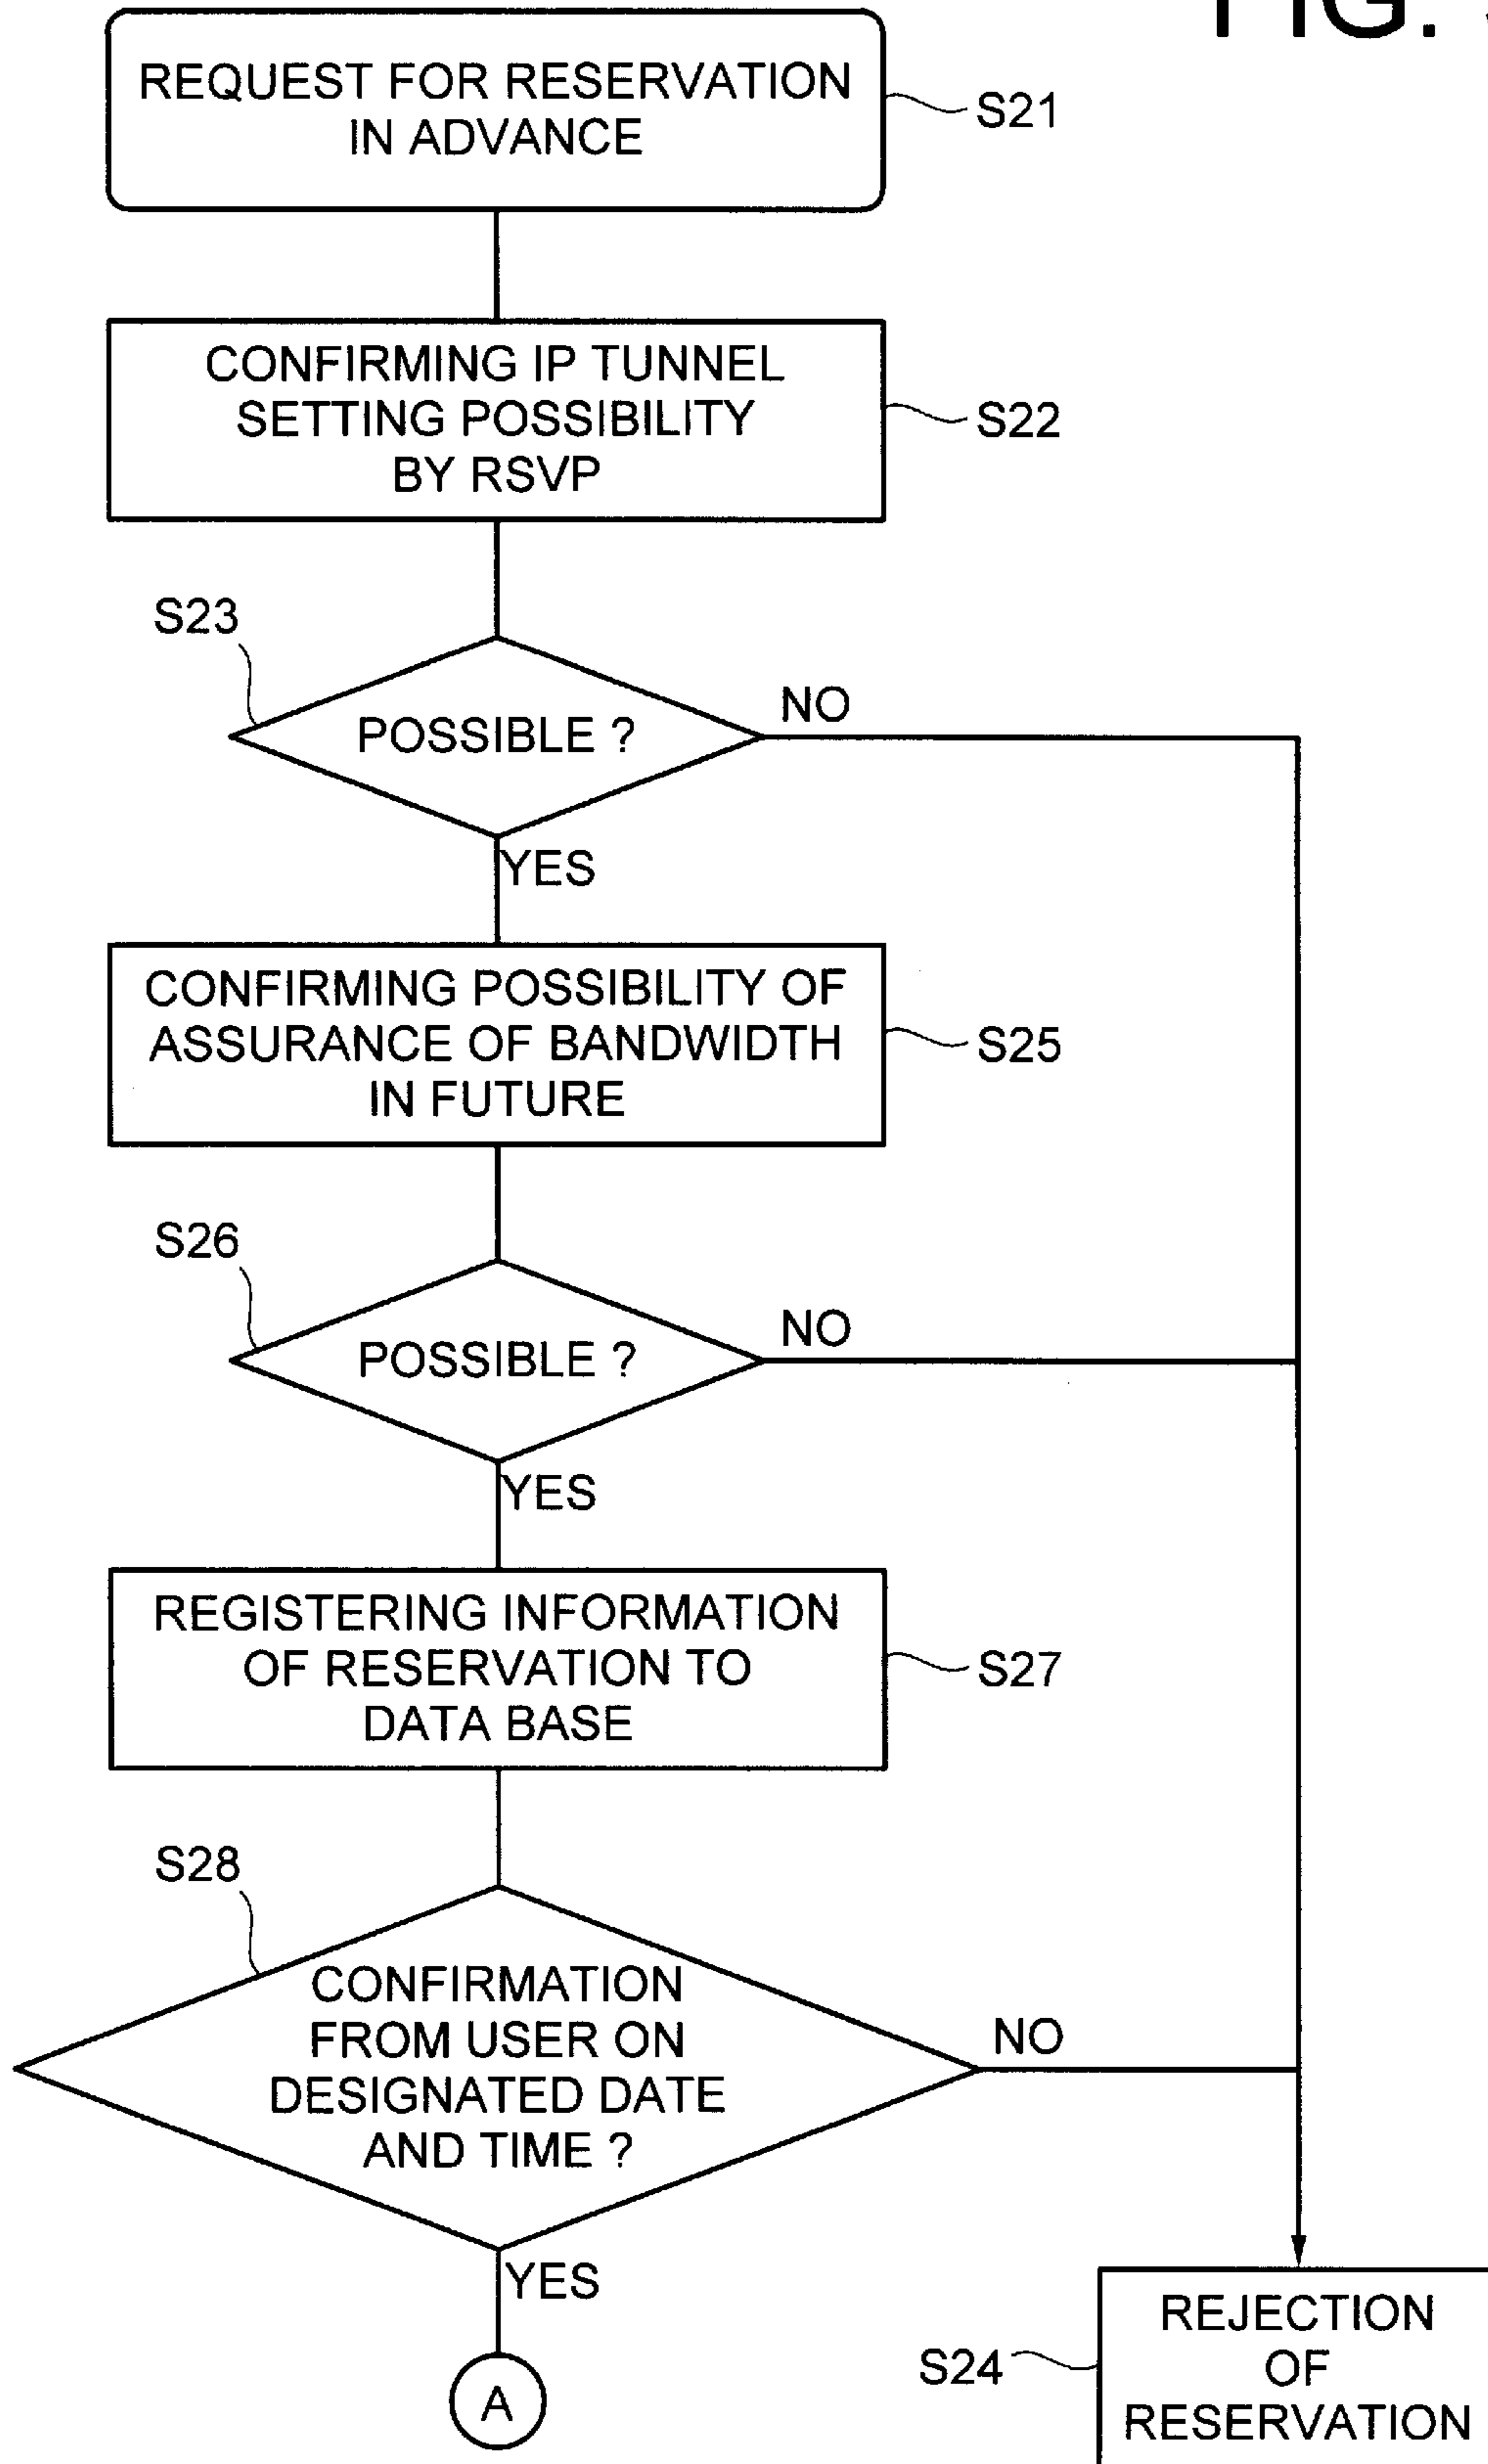 FIG.
REQUEST FOR RESERVATION
IN ADVANCE
S21
CONFIRMING IP TUNNEL
SETTING POSSIBILITY
BY RSVP
S22
S23
POSSIBLE ?
NO
YES
CONFIRMING POSSIBILITY OF
ASSURANCE OF BANDWIDTH
IN FUTURE
S25
S26
POSSIBLE ?
NO
YES
REGISTERING INFORMATION
OF RESERVATION TO
DATA BASE
S27
S28
CONFIRMATION
FROM USER ON
DESIGNATED DATE
AND TIME ?
NO
YES
A
S24
REJECTION
OF
RESERVATION